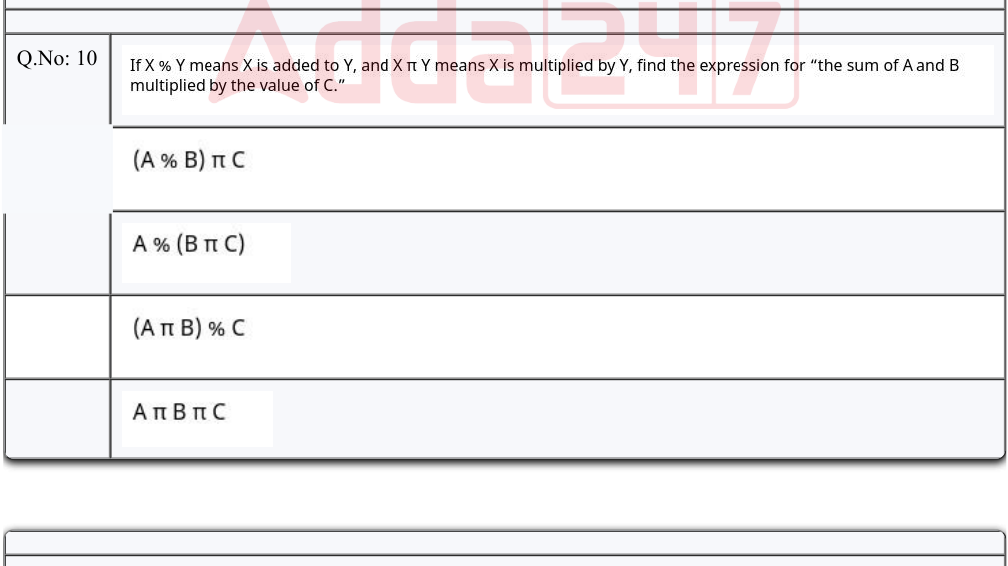 Adda247
Q.No: 10
If X % Y means X is added to Y, and X π Y means X is multiplied by Y, find the expression for “the sum of A and B
multiplied by the value of C.”
(A % B) π C
A % (B π C)
(A π B) % C
A π B π C